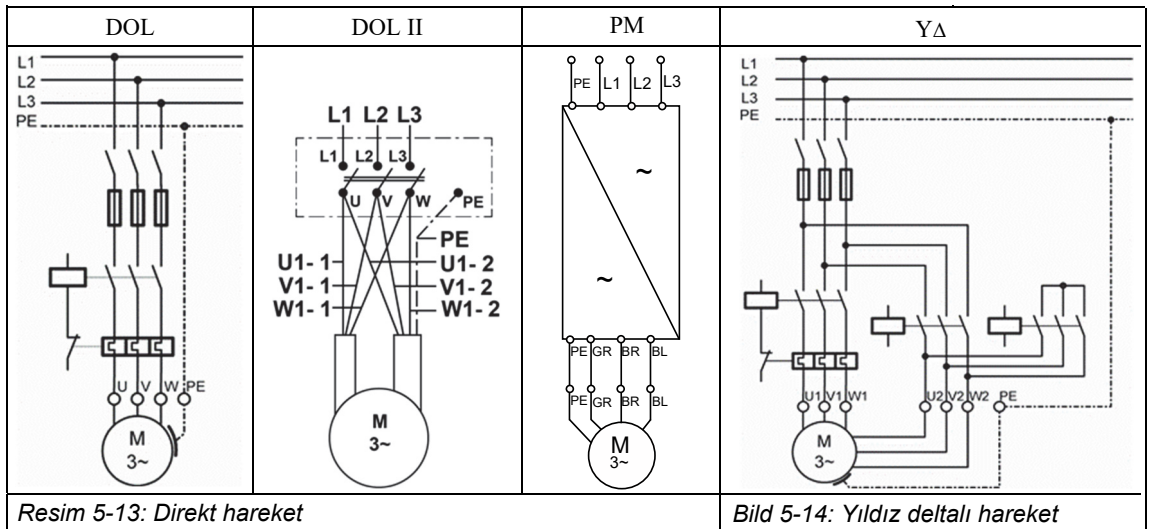 DOL
DOL II
PM
Y∆
L1
L2
L3
PE
U V W PE
M
3~
L1 L2 L3
L1 L2 L3
U V W PE
PE
U1- 1 U1- 2
V1- 1 V1- 2
W1- 1 W1- 2
M
3~
PE L1 L2 L3
~
~
PE GR BR BL
PE GR BR BL
M
3~
L1
L2
L3
PE
U1 V1 W1 U2 V2 W2 PE
M
3~
Resim 5-13: Direkt hareket
Bild 5-14: Yıldız deltalı hareket